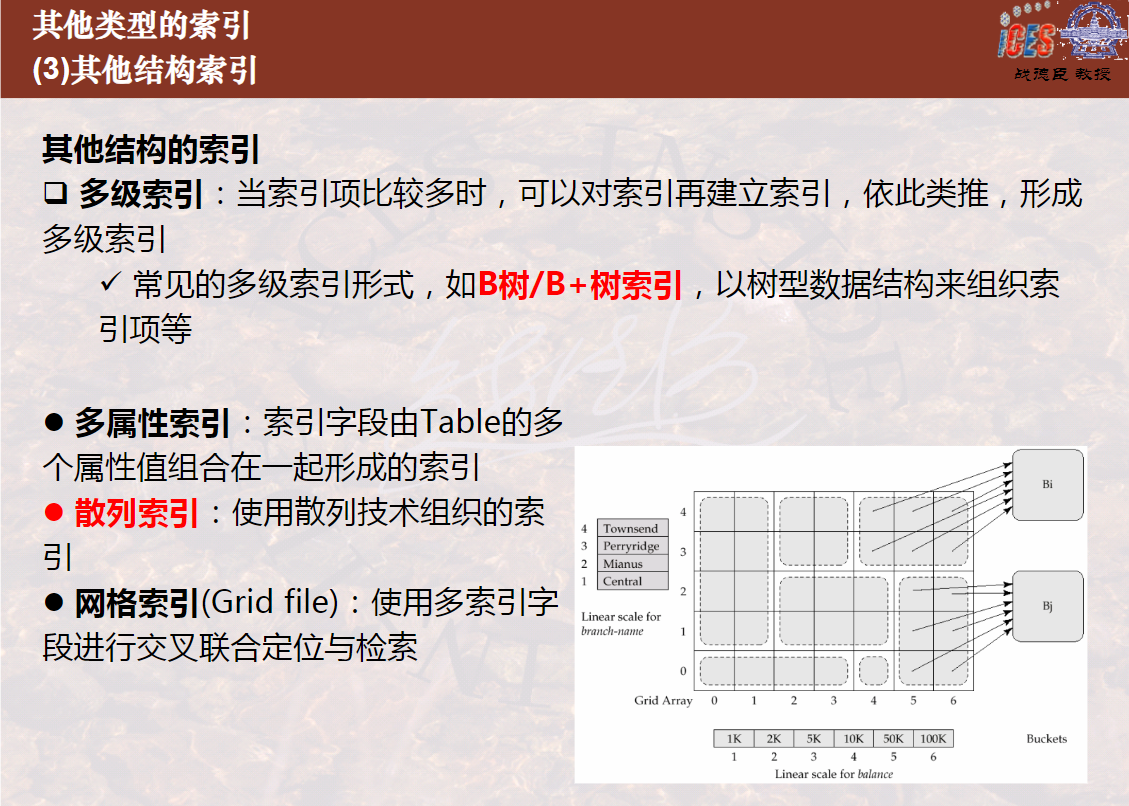 其他类型的索引
(3)其他结构索引
iCES
战德臣 教授
其他结构的索引
❑ 多级索引：当索引项比较多时，可以对索引再建立索引，依此类推，形成
多级索引
✓ 常见的多级索引形式，如B树/B+树索引，以树型数据结构来组织索
引项等
● 多属性索引：索引字段由Table的多
个属性值组合在一起形成的索引
● 散列索引：使用散列技术组织的索
引
● 网格索引(Grid file)：使用多索引字
段进行交叉联合定位与检索
4 Townsend
3 Perryridge
2 Mianus
1 Central
Linear scale for
branch-name
4
3
2
1
0
Grid Array 0 1 2 3 4 5 6
1K 2K 5K 10K 50K 100K
1 2 3 4 5 6
Linear scale for balance
Bi
Bj
Buckets